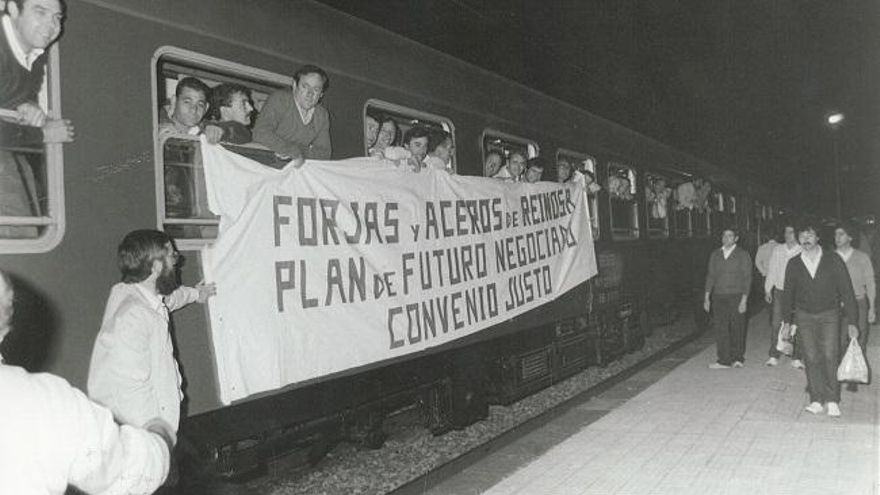 FORJAS Y ACEROS DE REINOSA
PLAN DE FUTURO NEGOCIADO
CONVENIO JUSTO